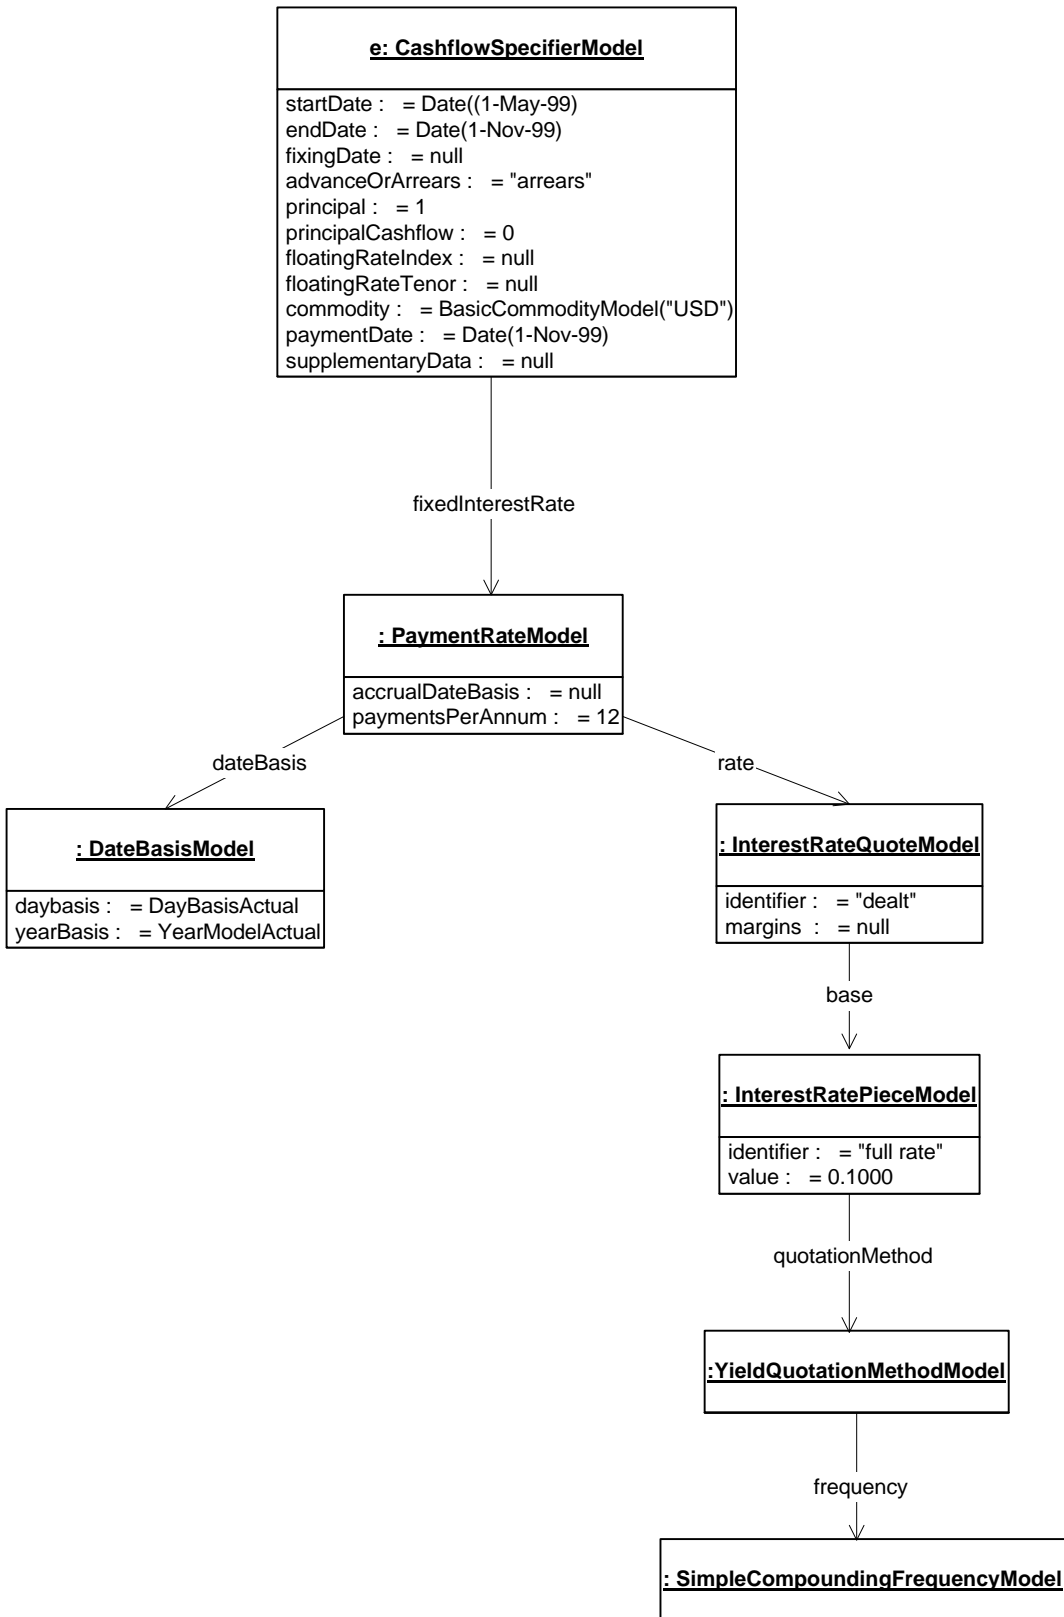 e: CashflowSpecifierModel
startDate :   = Date((1-May-99)
endDate :   = Date(1-Nov-99)
fixingDate :   = null
advanceOrArrears :   = "arrears"
principal :   = 1
principalCashflow :   = 0
floatingRateIndex :   = null
floatingRateTenor :   = null
commodity :   = BasicCommodityModel("USD")
paymentDate :   = Date(1-Nov-99)
supplementaryData :   = null
fixedInterestRate
: PaymentRateModel
accrualDateBasis :   = null
paymentsPerAnnum :   = 12
dateBasis
rate
: DateBasisModel
daybasis :   = DayBasisActual
yearBasis :   = YearModelActual
: InterestRateQuoteModel
identifier :   = "dealt"
margins  :   = null
base
: InterestRatePieceModel
identifier :   = "full rate"
value :   = 0.1000
quotationMethod
:YieldQuotationMethodModel
frequency
: SimpleCompoundingFrequencyModel